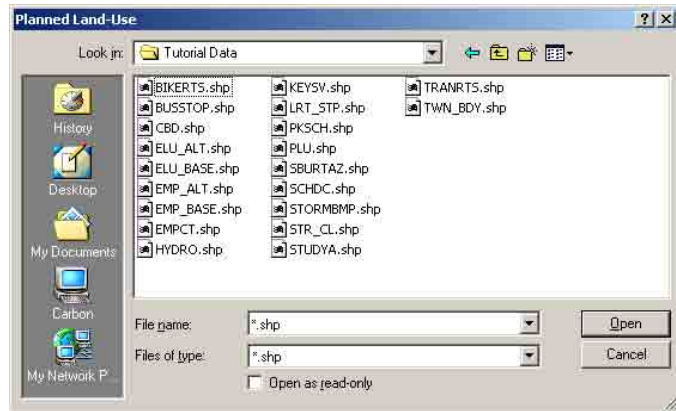 Planned Land-Use
Look in: Tutorial Data
History
Desktop
My Documents
Carbon
My Network P...
BIKERTS.shp
BUSSTOP.shp
CBD.shp
ELU_ALT.shp
ELU_BASE.shp
EMP_ALT.shp
EMP_BASE.shp
EMPCT.shp
HYDRO.shp
KEYSV.shp
LRT_STP.shp
PKSCH.shp
PLU.shp
SBURTAZ.shp
SCHDC.shp
STORMBMP.shp
STR_CL.shp
STUDYA.shp
TRANRTS.shp
TWN_BDY.shp
File name: *.shp Open
Files of type: *.shp Cancel
Open as read-only